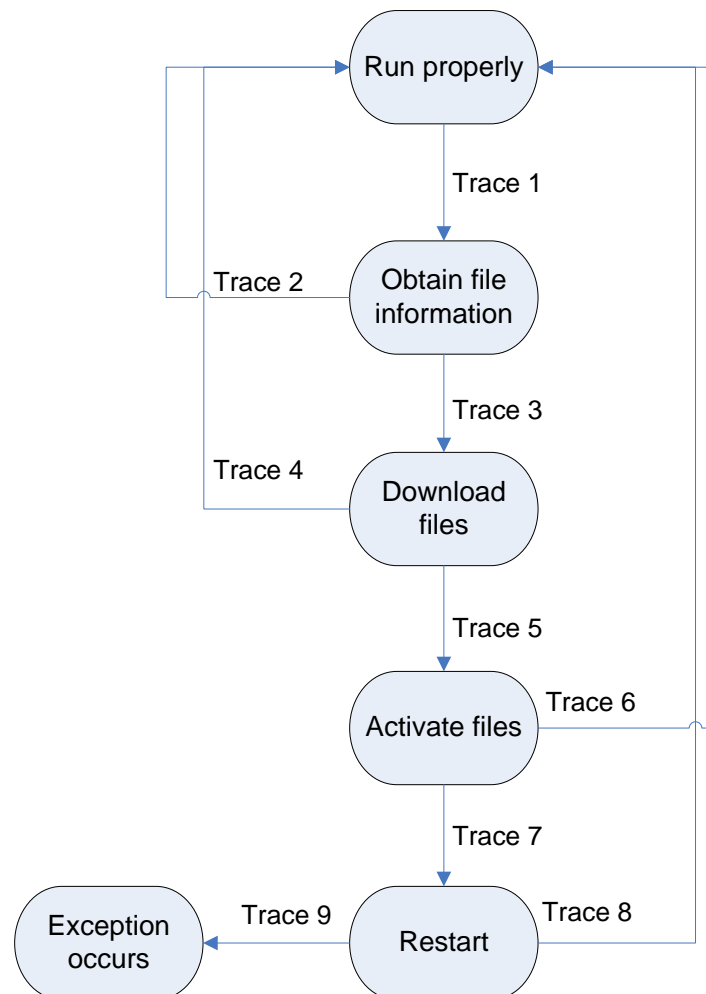 Run properly
Trace 1
Obtain file
information
Trace 2
Trace 3
Download
files
Trace 4
Trace 5
Activate files
Trace 6
Trace 7
Exception
occurs
Trace 9
Restart
Trace 8